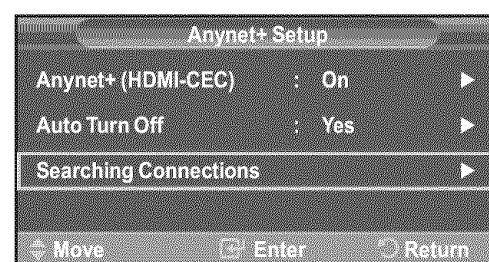 Anynet+ Setup
Anynet+ (HDMI-CEC) : On
Auto Turn Off : Yes
Searching Connections
Move Enter Return